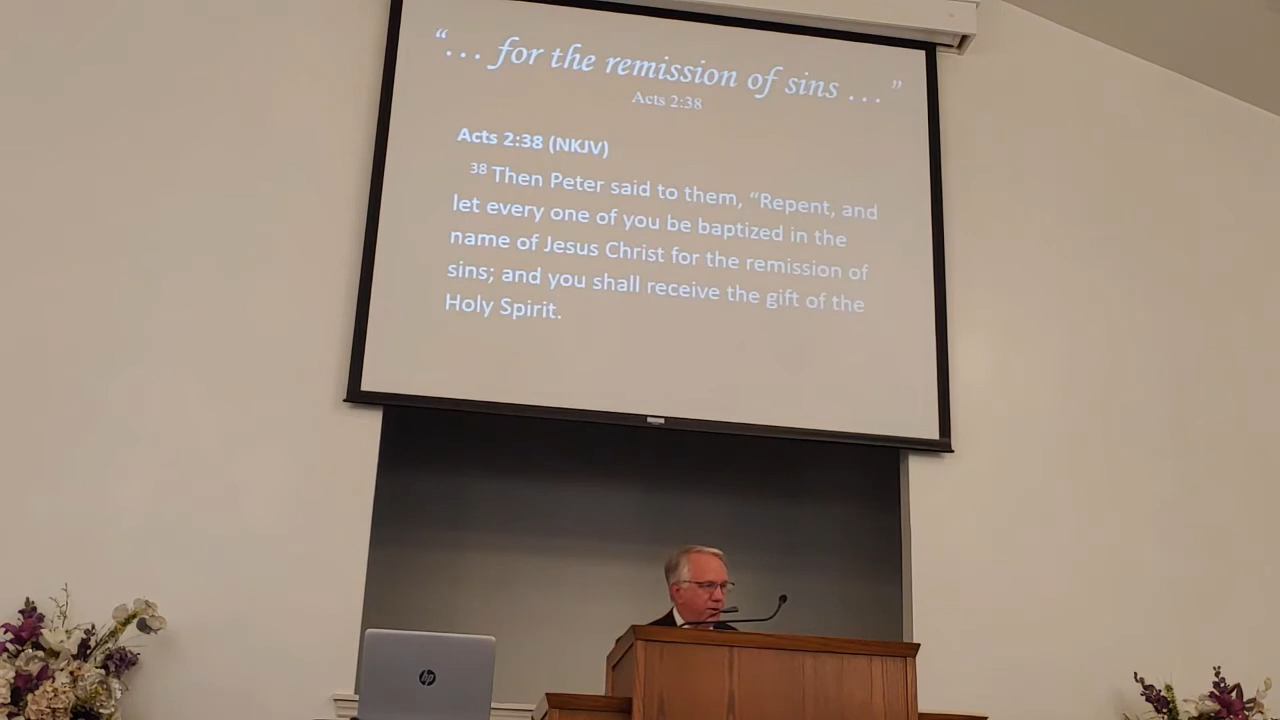 “... for the remission of sins ...”
Acts 2:38
Acts 2:38 (NKJV)
38 Then Peter said to them, “Repent, and
let every one of you be baptized in the
name of Jesus Christ for the remission of
sins; and you shall receive the gift of the
Holy Spirit.
hp